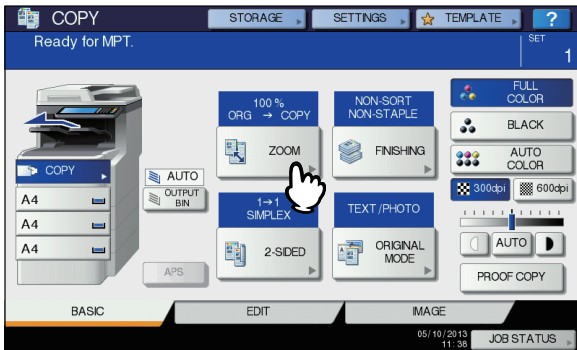 COPY
STORAGE
SETTINGS
TEMPLATE
?
Ready for MPT.
SET
1
100 %
ORG → COPY
NON-SORT
NON-STAPLE
FULL
COLOR
ZOOM
FINISHING
BLACK
COPY
AUTO
AUTO
COLOR
A4
OUTPUT
BIN
1→1
SIMPLEX
TEXT/PHOTO
300dpi
600dpi
A4
A4
2-SIDED
ORIGINAL
MODE
AUTO
APS
PROOF COPY
BASIC
EDIT
IMAGE
05/10/2013
11:38
JOB STATUS